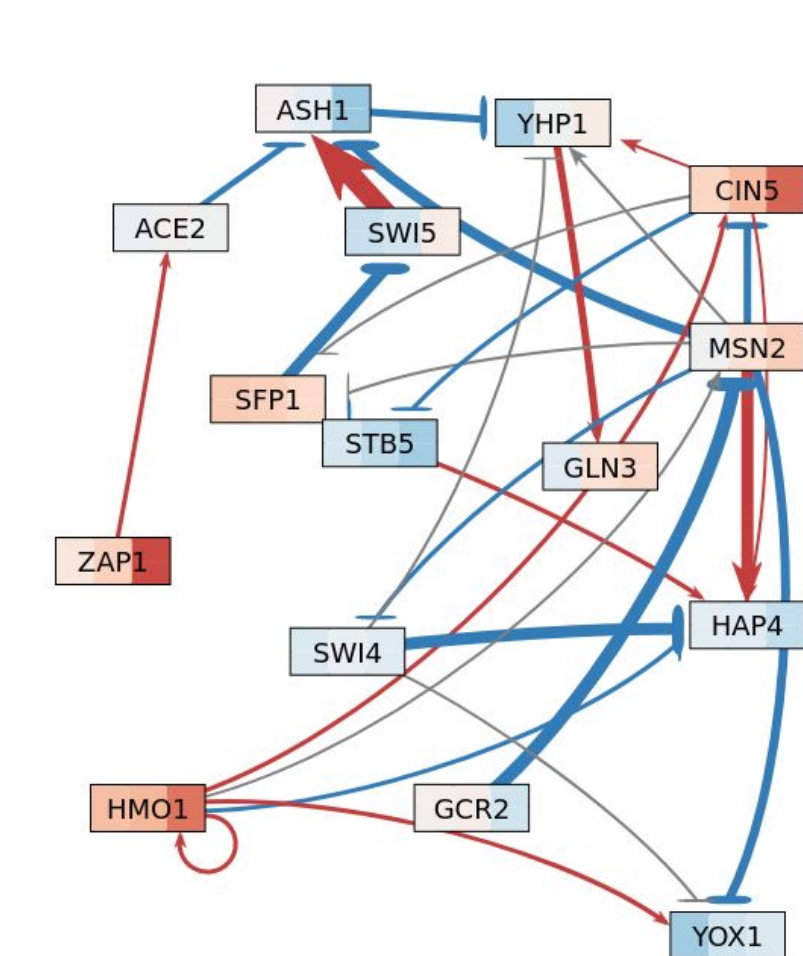 ASH1
YHP1
CIN5
ACE2
SWI5
MSN2
SFP1
STB5
GLN3
ZAP1
HAP4
SWI4
HMO1
GCR2
YOX1